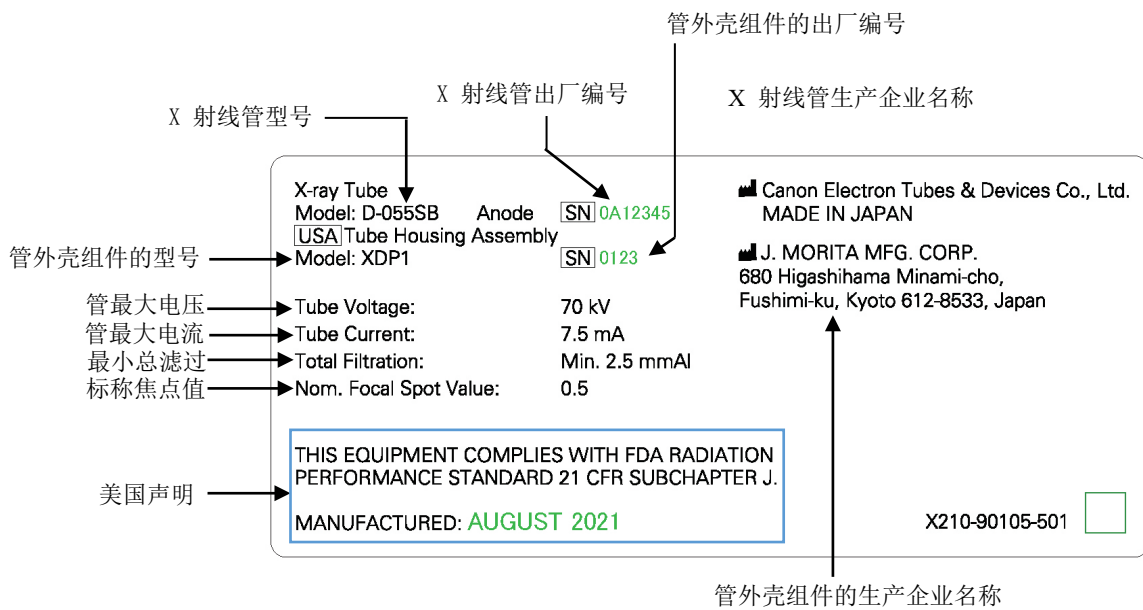 管外壳组件的出厂编号
X 射线管出厂编号
X 射线管生产企业名称
X 射线管型号
X-ray Tube
Model: D-055SB Anode SN 0A12345
USA Tube Housing Assembly
管外壳组件的型号
Model: XDP1 SN 0123
Canon Electron Tubes & Devices Co., Ltd.
MADE IN JAPAN
J. MORITA MFG. CORP.
680 Higashihama Minami-cho,
Fushimi-ku, Kyoto 612-8533, Japan
管最大电压 Tube Voltage: 70 kV
管最大电流 Tube Current: 7.5 mA
最小总滤过 Total Filtration: Min. 2.5 mmAl
标称焦点值 Nom. Focal Spot Value: 0.5
美国声明
THIS EQUIPMENT COMPLIES WITH FDA RADIATION
PERFORMANCE STANDARD 21 CFR SUBCHAPTER J.
MANUFACTURED: AUGUST 2021
X210-90105-501
管外壳组件的生产企业名称